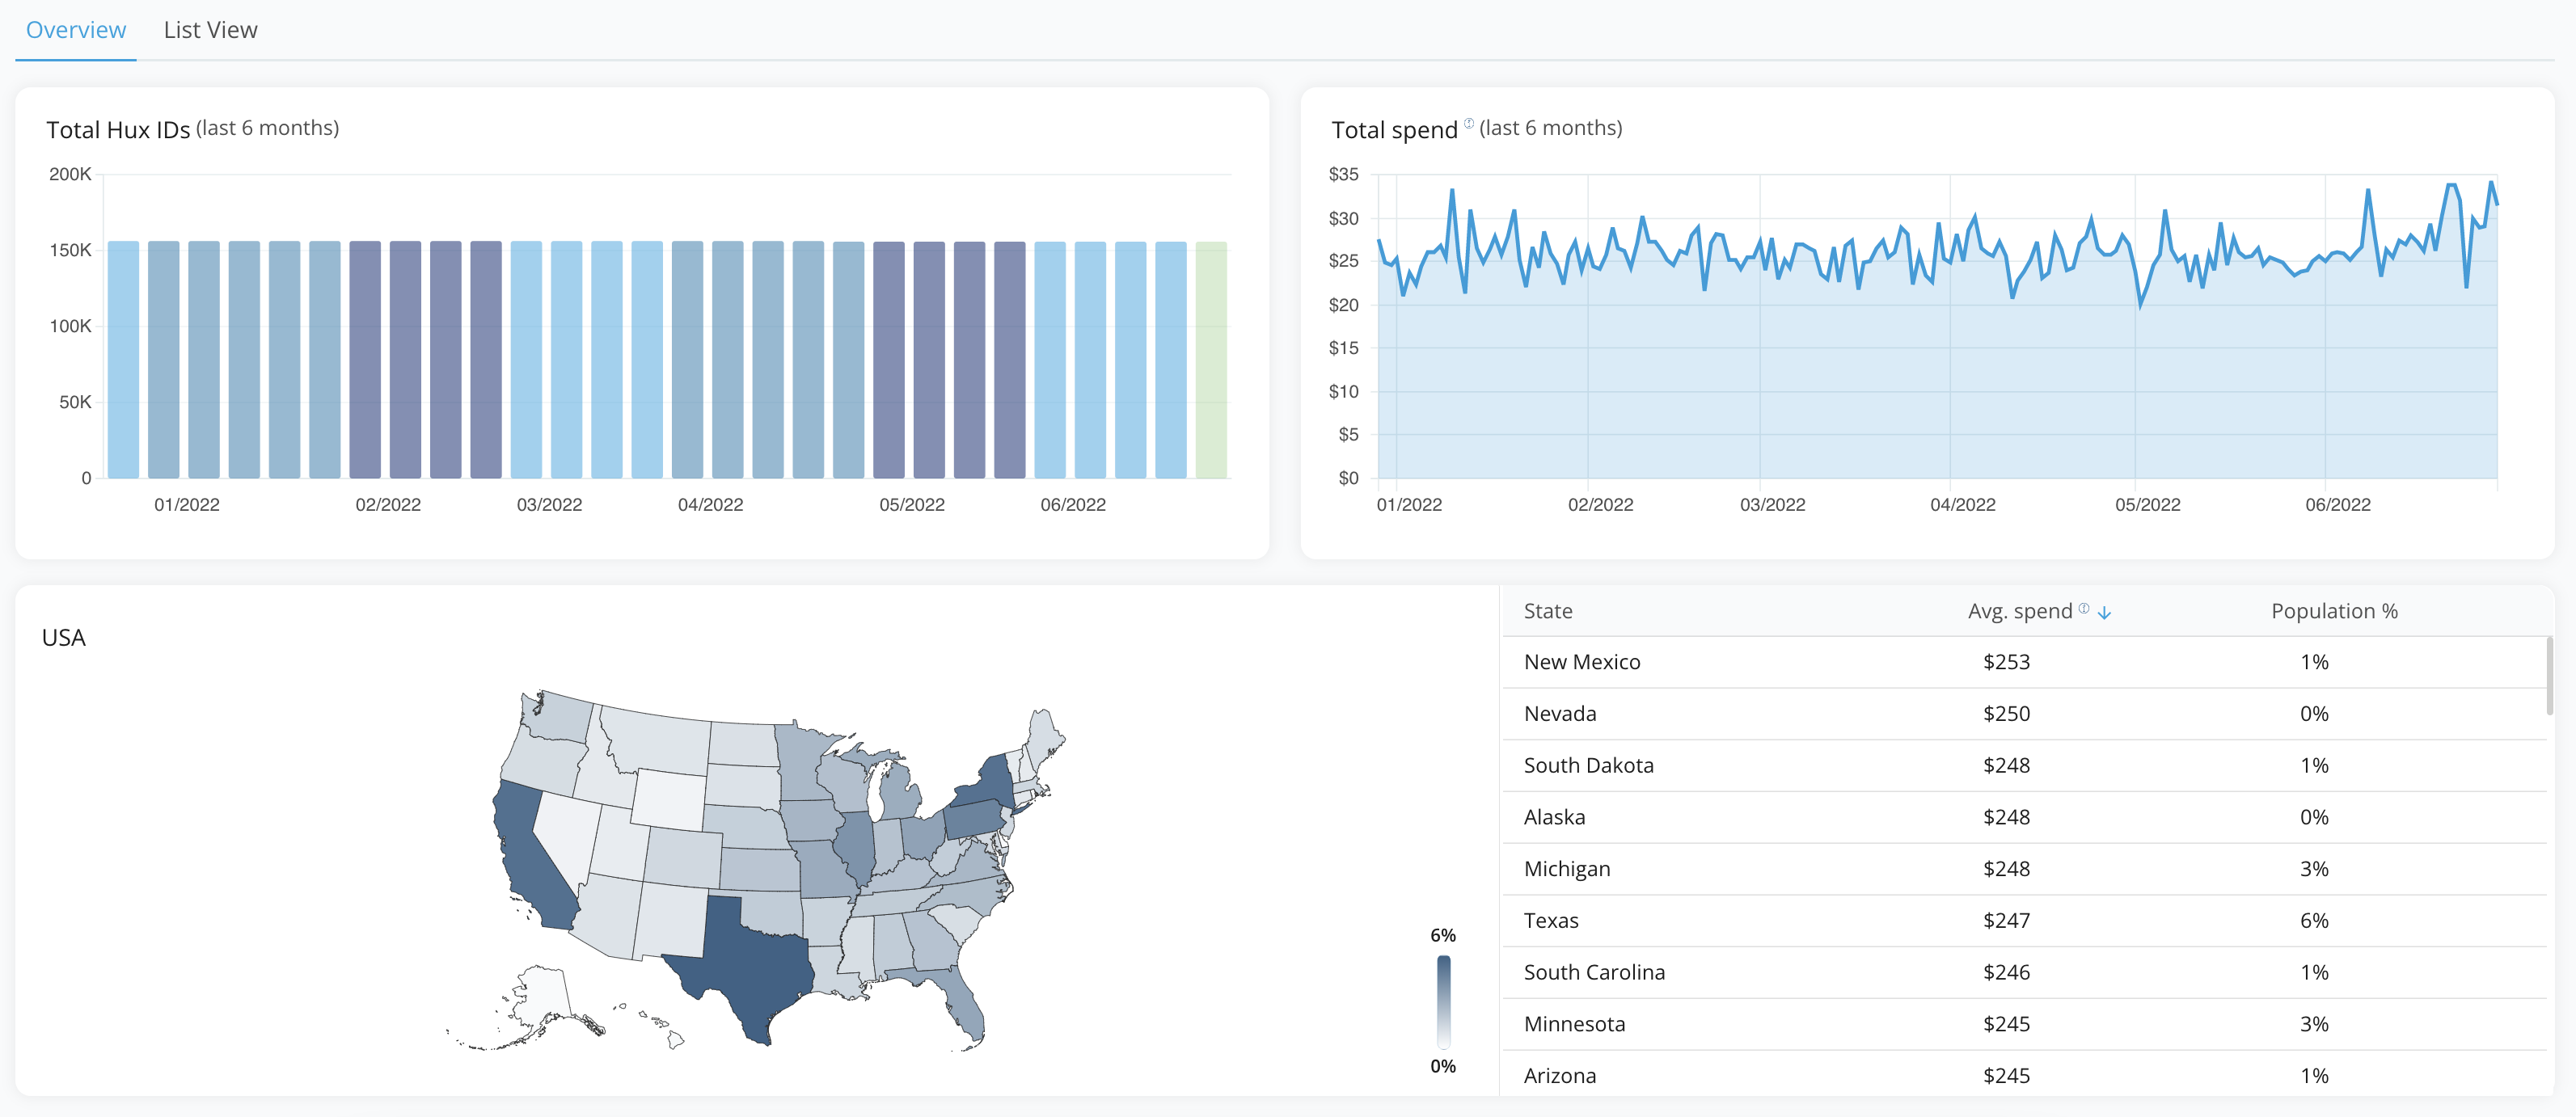 Overview List View
Total Hux IDs (last 6 months)
200K
150K
100K
50K
0
01/2022 02/2022 03/2022 04/2022 05/2022 06/2022
Total spend (last 6 months)
$35
$30
$25
$20
$15
$10
$5
$0
01/2022 02/2022 03/2022 04/2022 05/2022 06/2022
USA
6%
0%
State Avg. spend Population %
New Mexico $253 1%
Nevada $250 0%
South Dakota $248 1%
Alaska $248 0%
Michigan $248 3%
Texas $247 6%
South Carolina $246 1%
Minnesota $245 3%
Arizona $245 1%